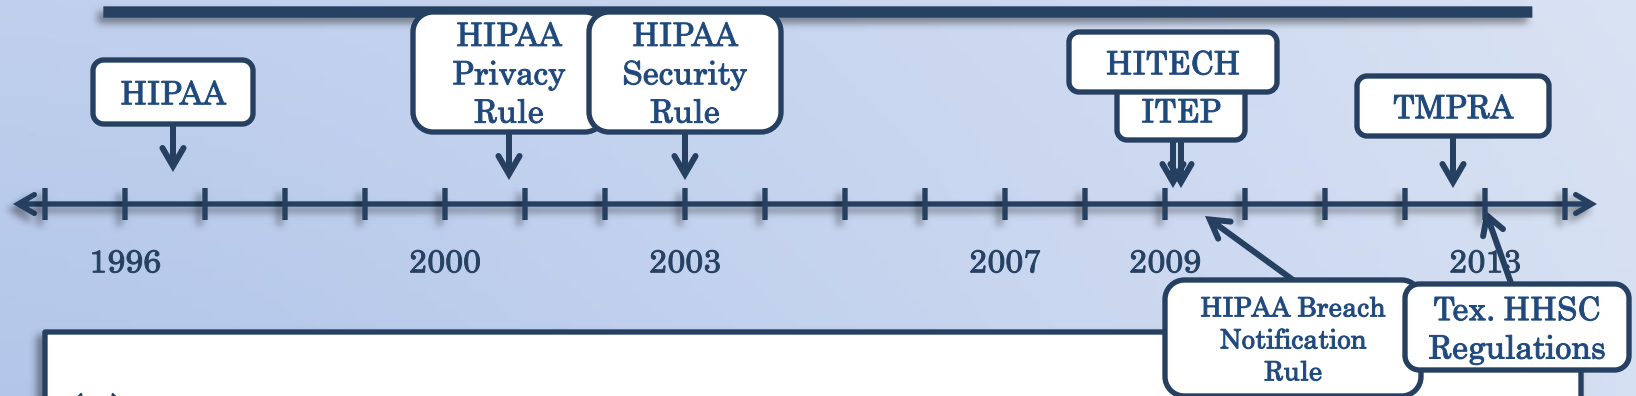 HIPAA
HIPAA
Privacy
Rule
HIPAA
Security
Rule
HITECH
ITEP
TMPRA
1996
2000
2003
2007
2009
2013
HIPAA Breach
Notification
Rule
Tex. HHSC
Regulations